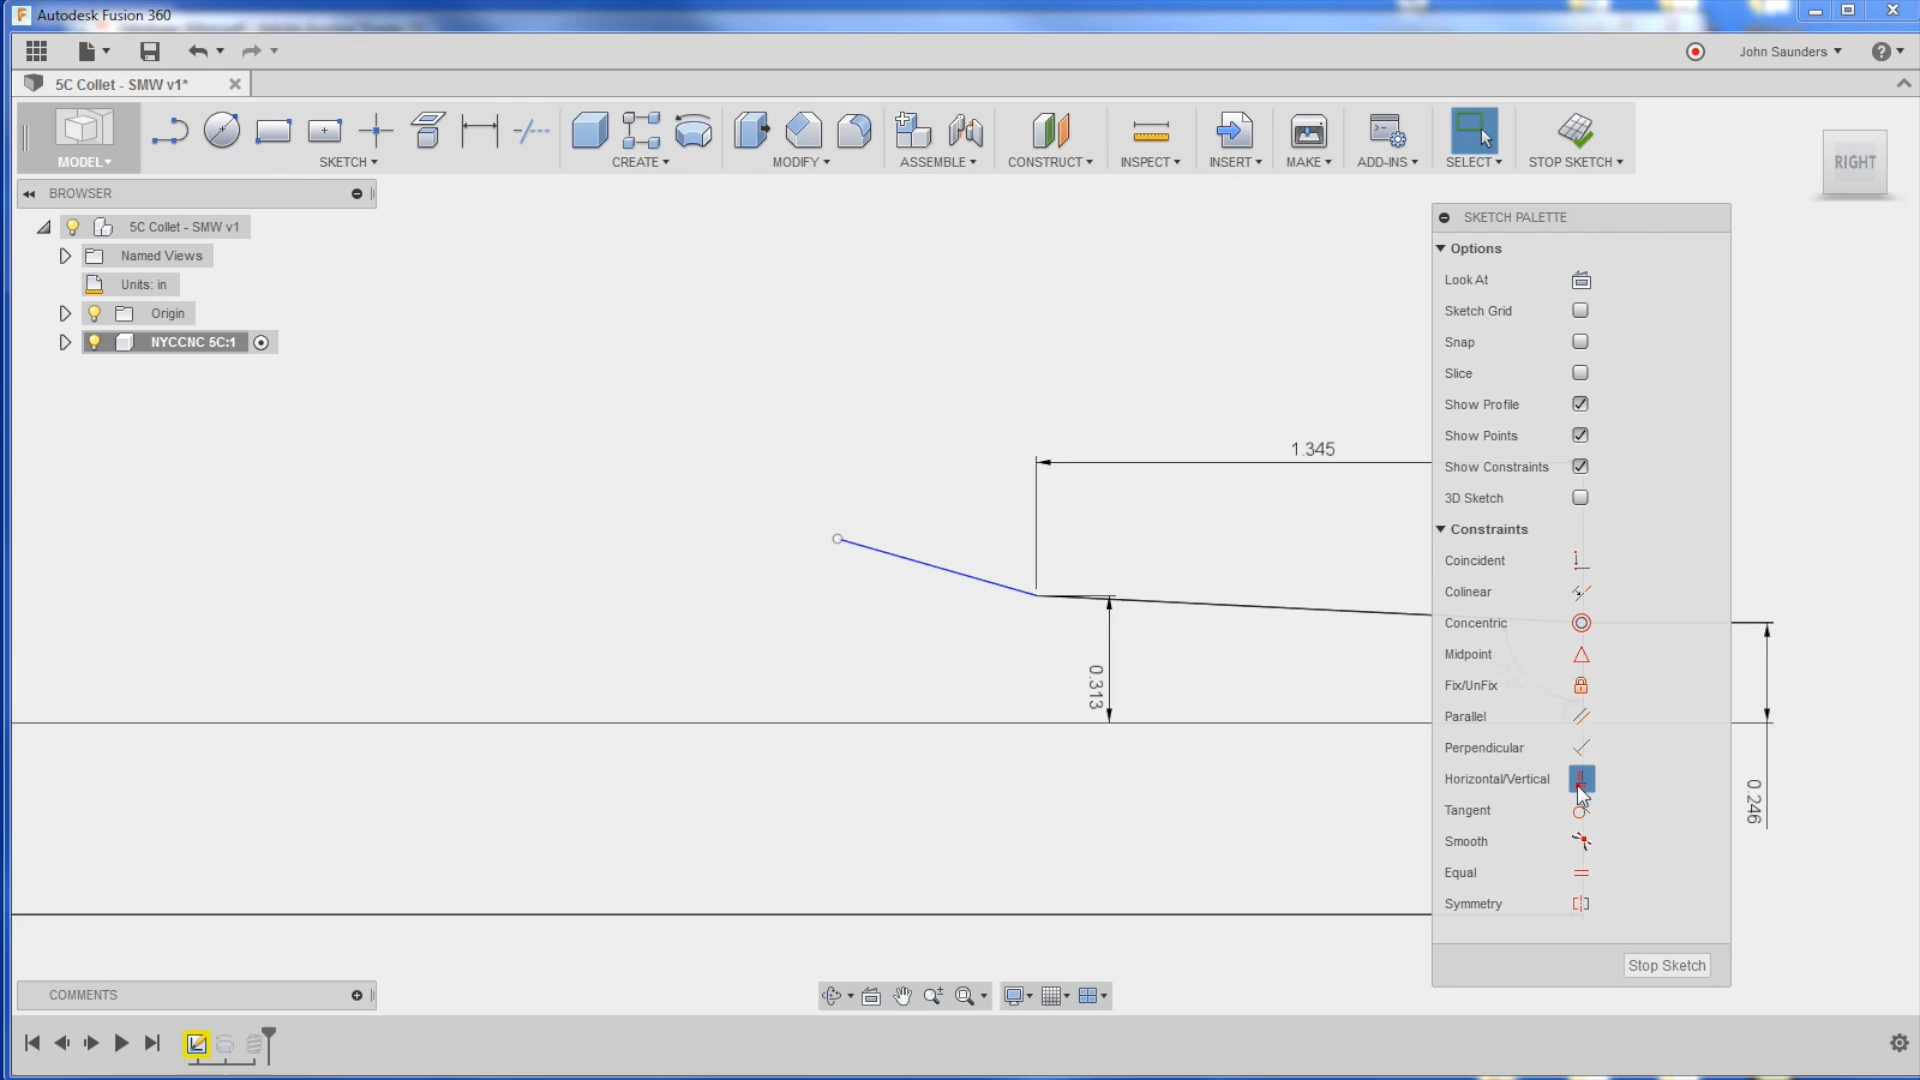 Autodesk Fusion 360
John Saunders
5C Collet - SMW v1*
MODEL
SKETCH
CREATE
MODIFY
ASSEMBLE
CONSTRUCT
INSPECT
INSERT
MAKE
ADD-INS
SELECT
STOP SKETCH
RIGHT
BROWSER
5C Collet - SMW v1
Named Views
Units: in
Origin
NYCCNC 5C:1
SKETCH PALETTE
Options
Look At
Sketch Grid
Snap
Slice
Show Profile
Show Points
Show Constraints
3D Sketch
Constraints
Coincident
Colinear
Concentric
Midpoint
Fix/UnFix
Parallel
Perpendicular
Horizontal/Vertical
Tangent
Smooth
Equal
Symmetry
Stop Sketch
1.345
0.313
0.246
COMMENTS